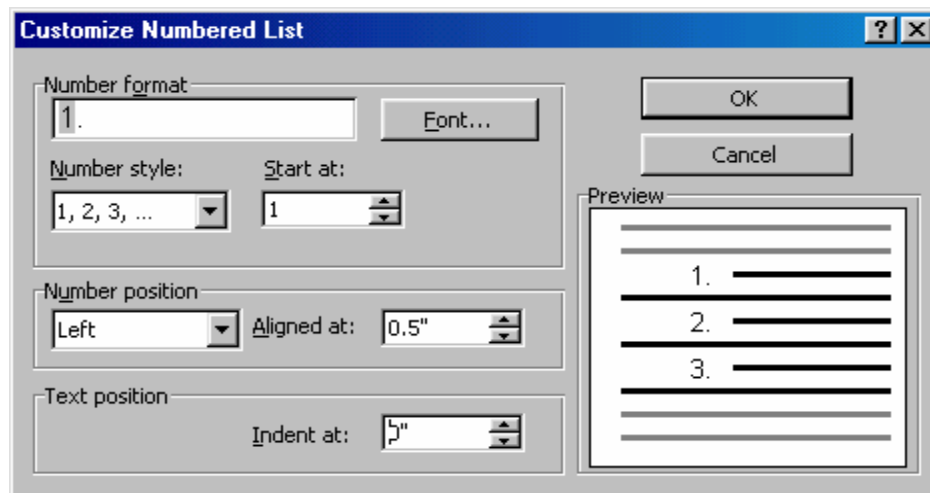 Customize Numbered List
Number format
1.
Font...
Number style:
Start at:
1, 2, 3, ...
1
Number position
Left
Aligned at:
0.5"
Text position
Indent at:
OK
Cancel
Preview
1.
2.
3.